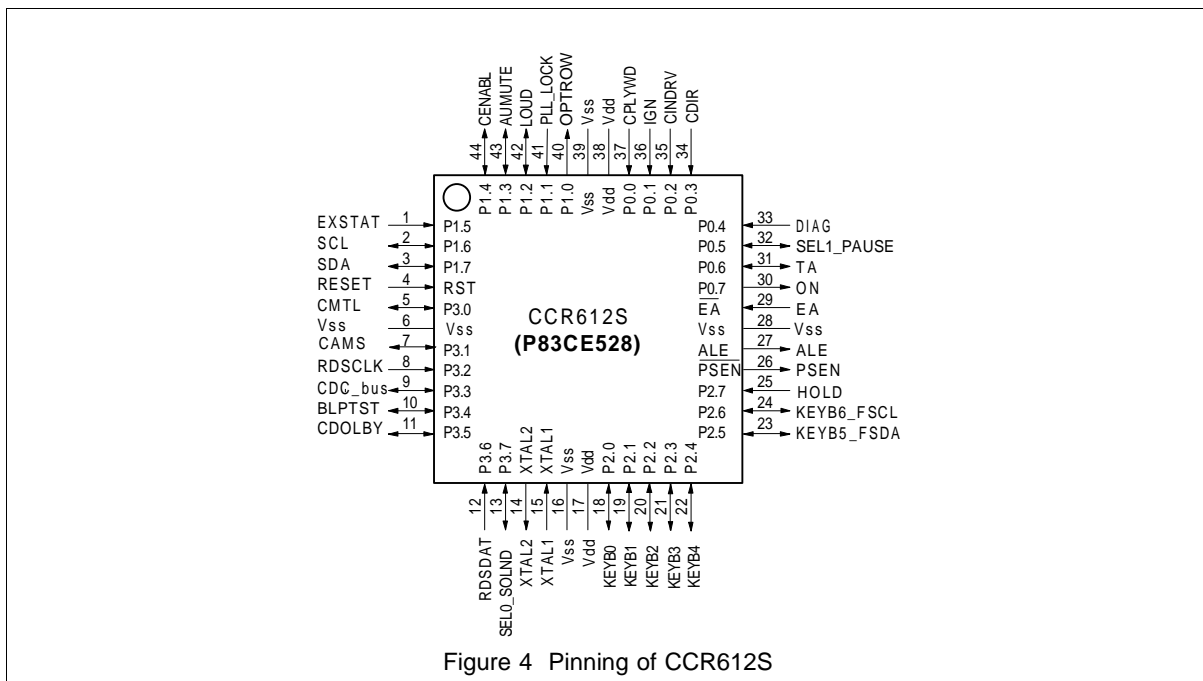 CENABL
AUMUTE
LOUD
PLL_LOCK
OPTROW
Vss
Vdd
CPLYWD
IGN
CINDRV
CDIR
44
43
42
41
40
39
38
37
36
35
34
P1.4
P1.3
P1.2
P1.1
P1.0
Vss
Vdd
P0.0
P0.1
P0.2
P0.3
EXSTAT 1 P1.5
SCL 2 P1.6
SDA 3 P1.7
RESET 4 RST
CMTL 5 P3.0
Vss 6 Vss
CAMS 7 P3.1
RDSCLK 8 P3.2
CDC_bus 9 P3.3
BLPTST 10 P3.4
CDOLBY 11 P3.5
CCR612S
(P83CE528)
P0.4 33 DIAG
P0.5 32 SEL1_PAUSE
P0.6 31 TA
P0.7 30 ON
EA 29 EA
Vss 28 Vss
ALE 27 ALE
PSEN 26 PSEN
P2.7 25 HOLD
P2.6 24 KEYB6_FSCL
P2.5 23 KEYB5_FSDA
P3.6
P3.7
XTAL2
XTAL1
Vss
Vdd
P2.0
P2.1
P2.2
P2.3
P2.4
12
13
14
15
16
17
18
19
20
21
22
RDSDAT
SEL0_SOLND
XTAL2
XTAL1
Vss
Vdd
KEYB0
KEYB1
KEYB2
KEYB3
KEYB4
Figure 4 Pinning of CCR612S